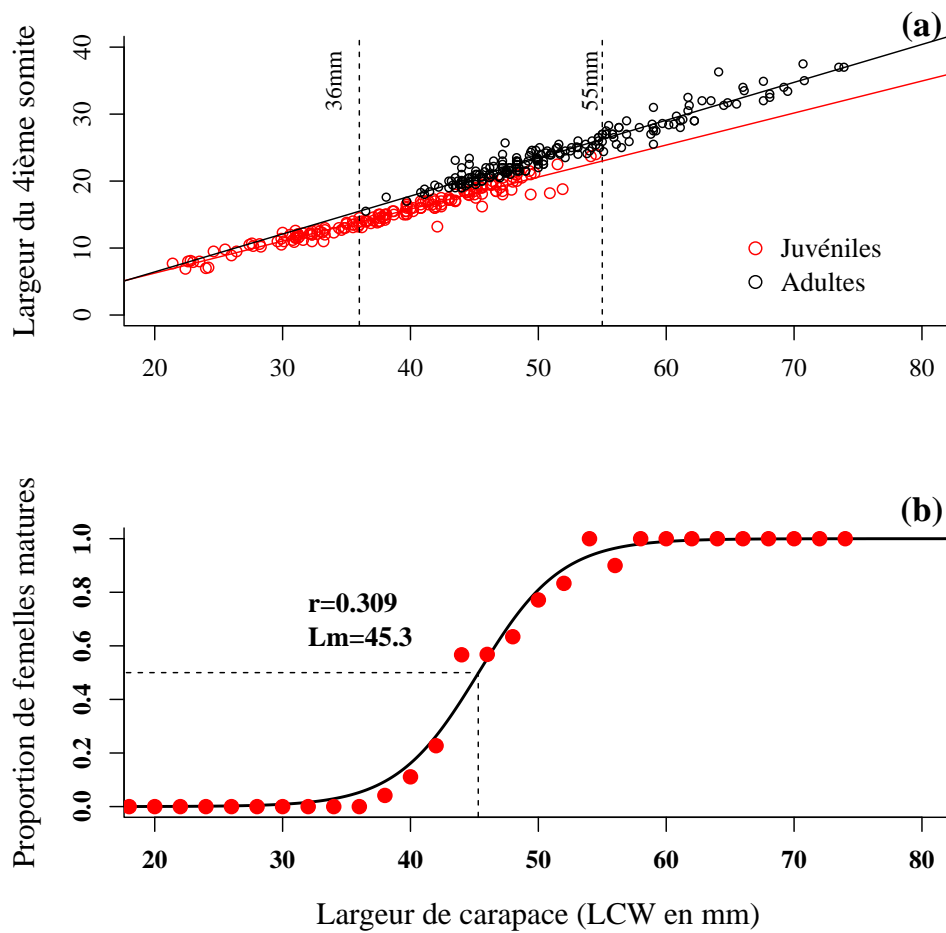 (a)
Largeur du 4ième somite
40
30
20
10
0
36mm
55mm
Juvéniles
Adultes
20 30 40 50 60 70 80
(b)
Proportion de femelles matures
1.0
0.8
0.6
0.4
0.2
0.0
r=0.309
Lm=45.3
20 30 40 50 60 70 80
Largeur de carapace (LCW en mm)